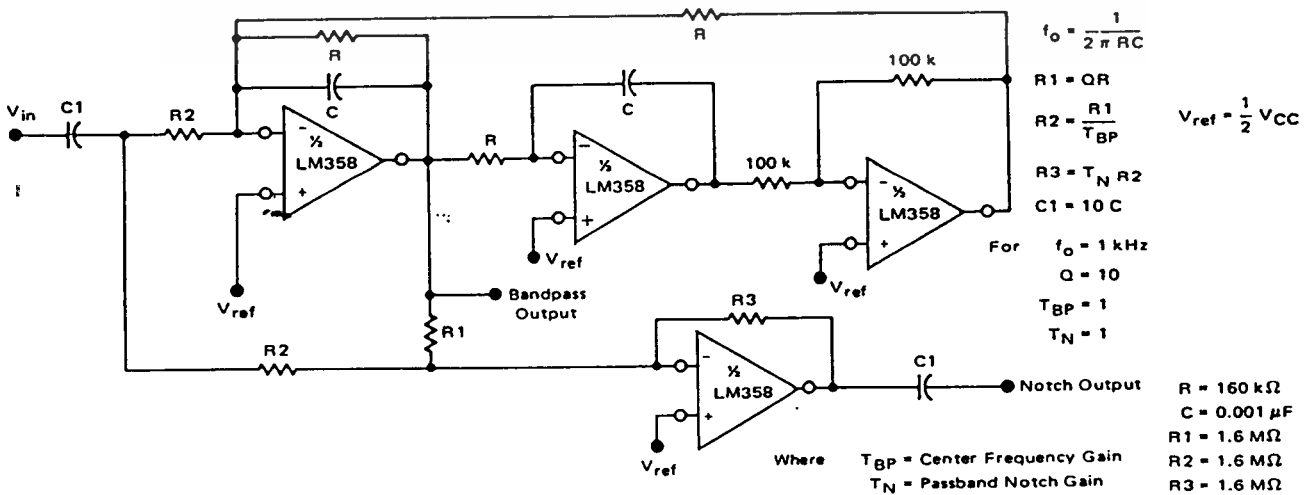 R
f₀ = 1 / 2 π RC
R
100 k
R1 = QR
C
C
R2 = R1 / T_BP
V_ref = 1/2 V_CC
V_in
C1
R2
−
½
LM358
+
R
−
½
LM358
+
100 k
−
½
LM358
+
R3 = T_N R2
C1 = 10 C
For f₀ = 1 kHz
Q = 10
T_BP = 1
T_N = 1
V_ref
V_ref
V_ref
Bandpass
Output
R1
R3
R2
−
½
LM358
+
C1
Notch Output
V_ref
R = 160 kΩ
C = 0.001 μF
R1 = 1.6 MΩ
R2 = 1.6 MΩ
R3 = 1.6 MΩ
Where T_BP = Center Frequency Gain
T_N = Passband Notch Gain